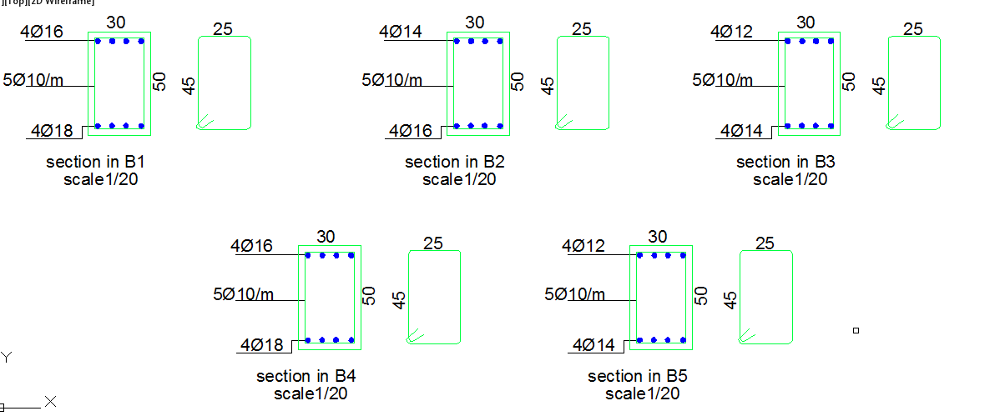 ][Top][2D Wireframe]
30
4Ø16
25
5Ø10/m
50
45
4Ø18
section in B1
scale1/20
30
4Ø14
25
5Ø10/m
50
45
4Ø16
section in B2
scale1/20
30
4Ø12
25
5Ø10/m
50
45
4Ø14
section in B3
scale1/20
30
4Ø16
25
5Ø10/m
50
45
4Ø18
section in B4
scale1/20
30
4Ø12
25
5Ø10/m
50
45
4Ø14
section in B5
scale1/20
Y
X